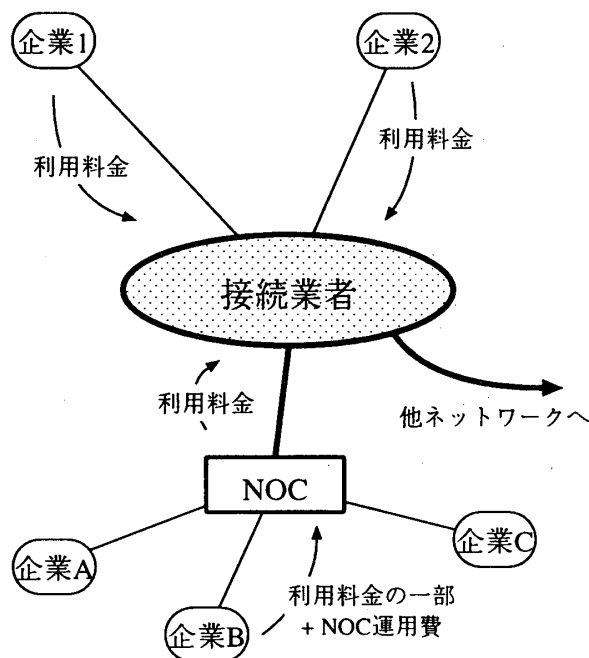 企業1
企業2
利用料金
利用料金
接続業者
利用料金
他ネットワークへ
NOC
企業A
企業C
企業B
利用料金の一部
+ NOC運用費